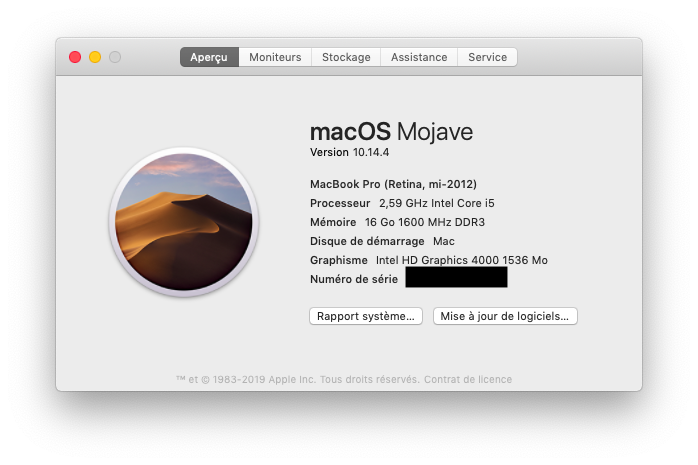 Aperçu Moniteurs Stockage Assistance Service
macOS Mojave
Version 10.14.4
MacBook Pro (Retina, mi-2012)
Processeur 2,59 GHz Intel Core i5
Mémoire 16 Go 1600 MHz DDR3
Disque de démarrage Mac
Graphisme Intel HD Graphics 4000 1536 Mo
Numéro de série
Rapport système... Mise à jour de logiciels...
™ et © 1983-2019 Apple Inc. Tous droits réservés. Contrat de licence